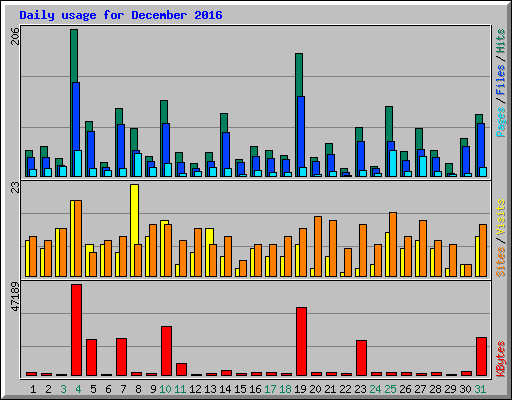 Daily usage for December 2016
206
Pages / Files / Hits
23
Sites / Visits
47189
KBytes
1 2 3 4 5 6 7 8 9 10 11 12 13 14 15 16 17 18 19 20 21 22 23 24 25 26 27 28 29 30 31